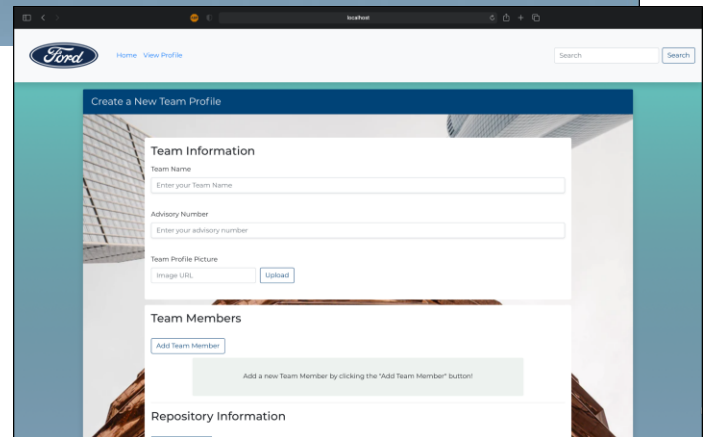 localhost
Ford
Home View Profile
Search
Search
Create a New Team Profile
Team Information
Team Name
Enter your Team Name
Advisory Number
Enter your advisory number
Team Profile Picture
Image URL
Upload
Team Members
Add Team Member
Add a new Team Member by clicking the "Add Team Member" button!
Repository Information